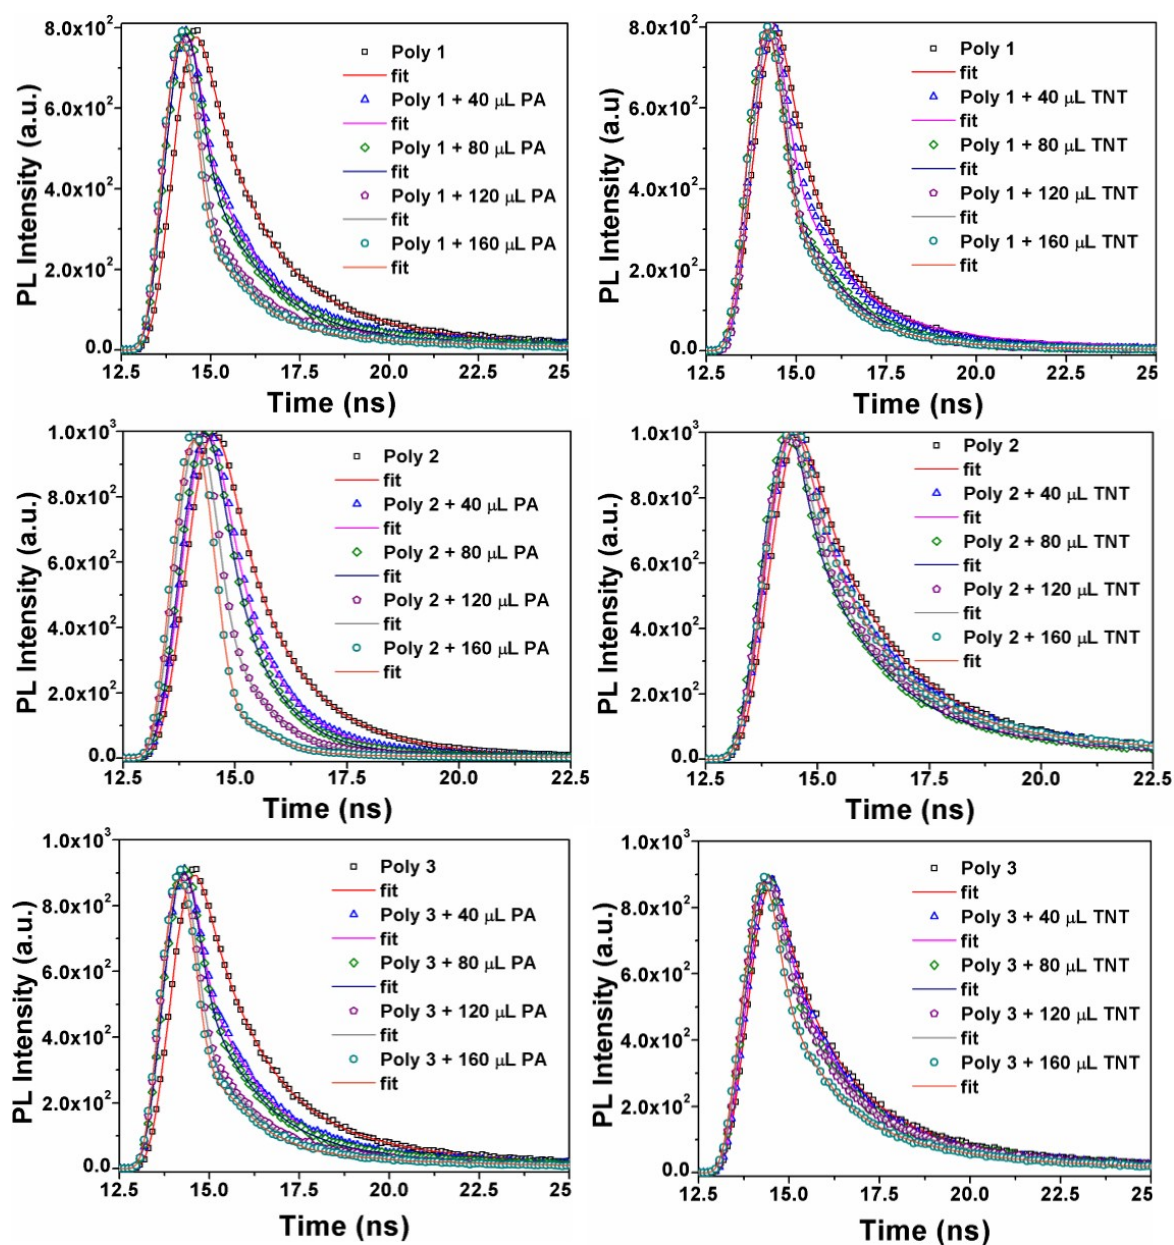 PL Intensity (a.u.)
8.0x10²
6.0x10²
4.0x10²
2.0x10²
0.0
12.5 15.0 17.5 20.0 22.5 25
Time (ns)
Poly 1
fit
Poly 1 + 40 μL PA
fit
Poly 1 + 80 μL PA
fit
Poly 1 + 120 μL PA
fit
Poly 1 + 160 μL PA
fit
PL Intensity (a.u)
8.0x10²
6.0x10²
4.0x10²
2.0x10²
0.0
12.5 15.0 17.5 20.0 22.5 25
Time (ns)
Poly 1
fit
Poly 1 + 40 μL TNT
fit
Poly 1 + 80 μL TNT
fit
Poly 1 + 120 μL TNT
fit
Poly 1 + 160 μL TNT
fit
PL Intensity (a.u.)
1.0x10³
8.0x10²
6.0x10²
4.0x10²
2.0x10²
0.0
12.5 15.0 17.5 20.0 22.5
Time (ns)
Poly 2
fit
Poly 2 + 40 μL PA
fit
Poly 2 + 80 μL PA
fit
Poly 2 + 120 μL PA
fit
Poly 2 + 160 μL PA
fit
PL Intensity (a.u.)
1.0x10³
8.0x10²
6.0x10²
4.0x10²
2.0x10²
0.0
12.5 15.0 17.5 20.0 22.5
Time (ns)
Poly 2
fit
Poly 2 + 40 μL TNT
fit
Poly 2 + 80 μL TNT
fit
Poly 2 + 120 μL TNT
fit
Poly 2 + 160 μL TNT
fit
PL Intensity (a.u.)
1.0x10³
8.0x10²
6.0x10²
4.0x10²
2.0x10²
0.0
12.5 15.0 17.5 20.0 22.5 25
Time (ns)
Poly 3
fit
Poly 3 + 40 μL PA
fit
Poly 3 + 80 μL PA
fit
Poly 3 + 120 μL PA
fit
Poly 3 + 160 μL PA
fit
PL Intensity (a.u.)
1.0x10³
8.0x10²
6.0x10²
4.0x10²
2.0x10²
0.0
12.5 15.0 17.5 20.0 22.5 25
Time (ns)
Poly 3
fit
Poly 3 + 40 μL TNT
fit
Poly 3 + 80 μL TNT
fit
Poly 3 + 120 μL TNT
fit
Poly 3 + 160 μL TNT
fit